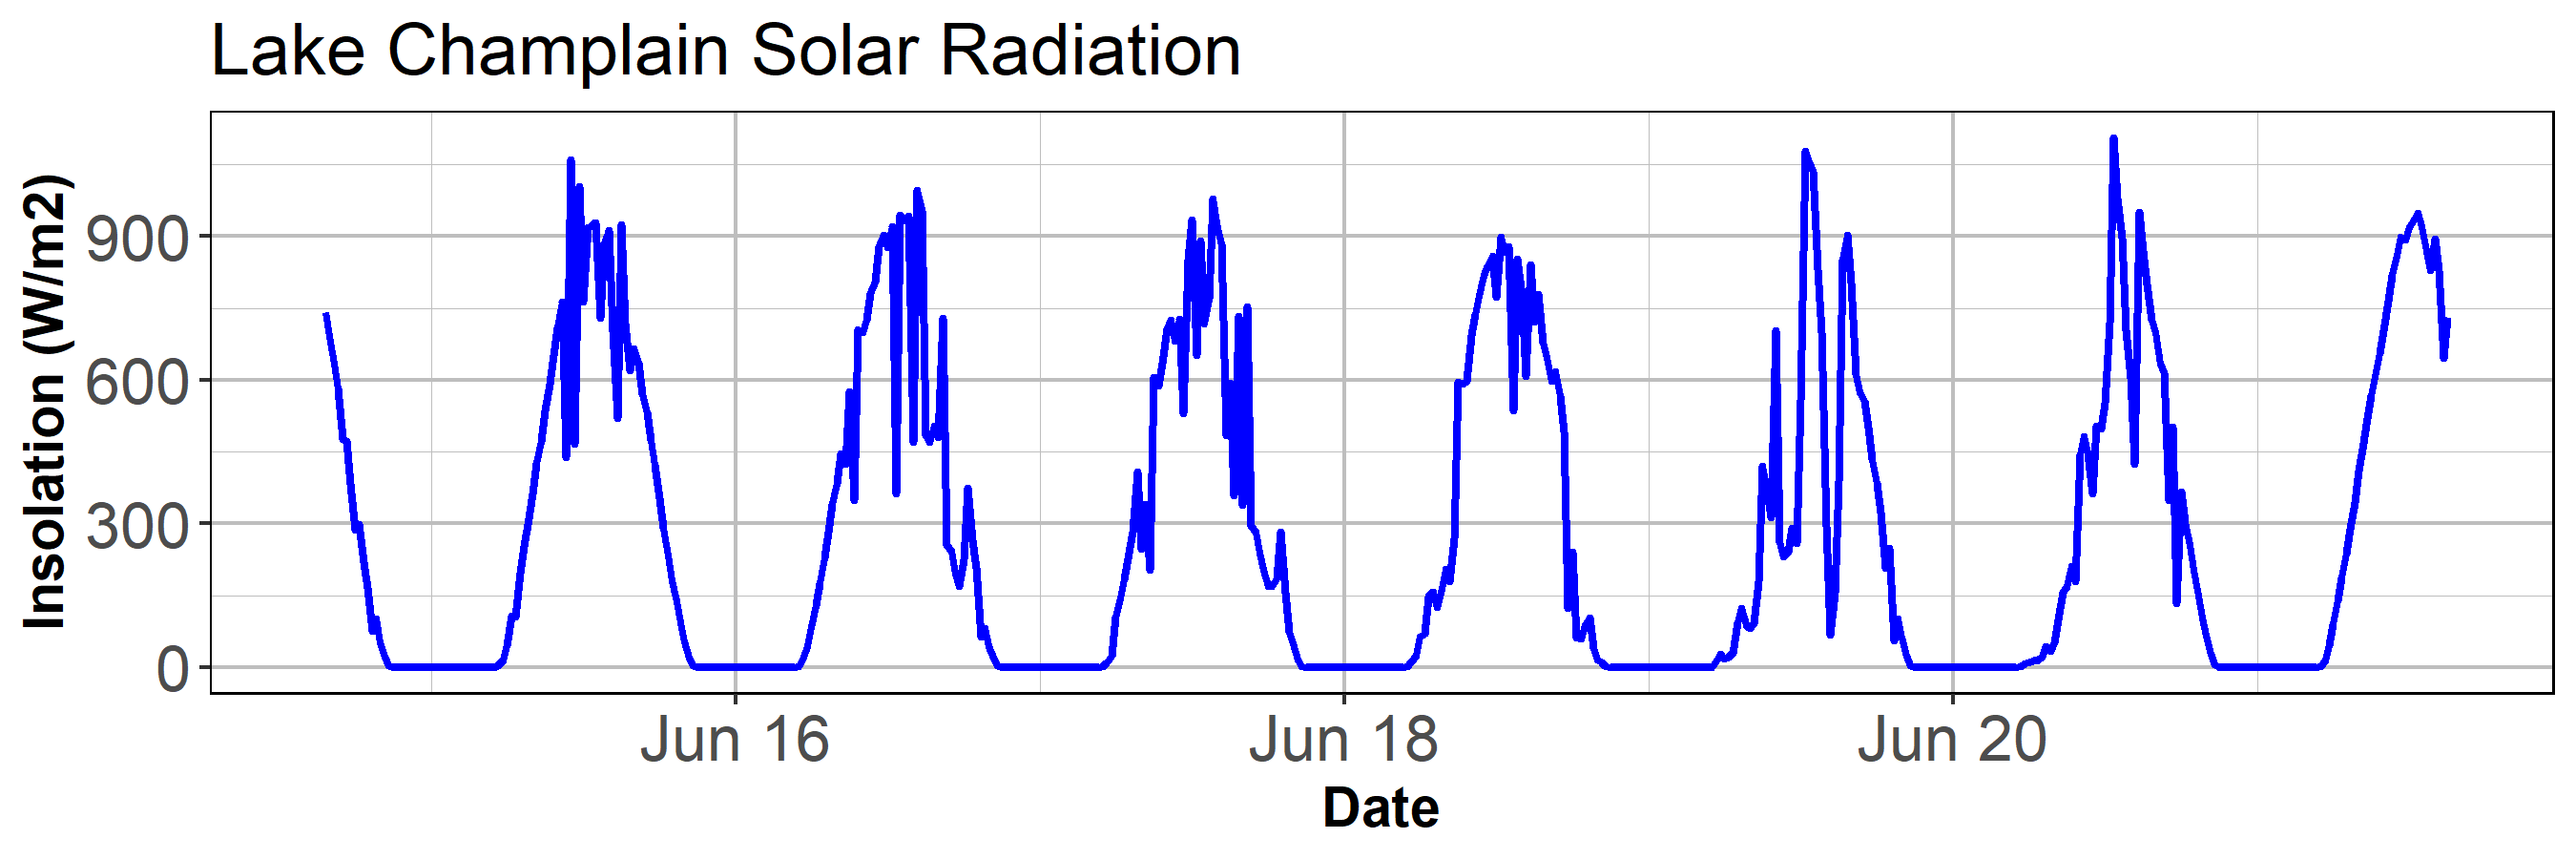 Lake Champlain Solar Radiation
Insolation (W/m2)
900
600
300
0
Jun 16 Jun 18 Jun 20
Date